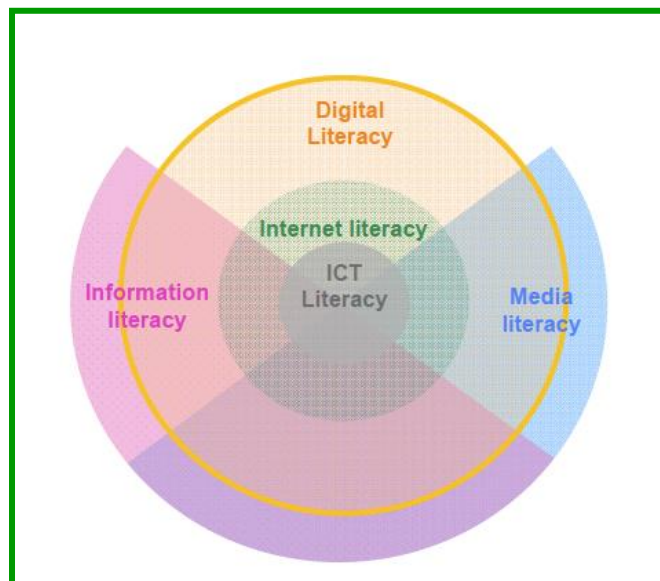 Digital
Literacy
Internet literacy
ICT
Literacy
Information
literacy
Media
literacy